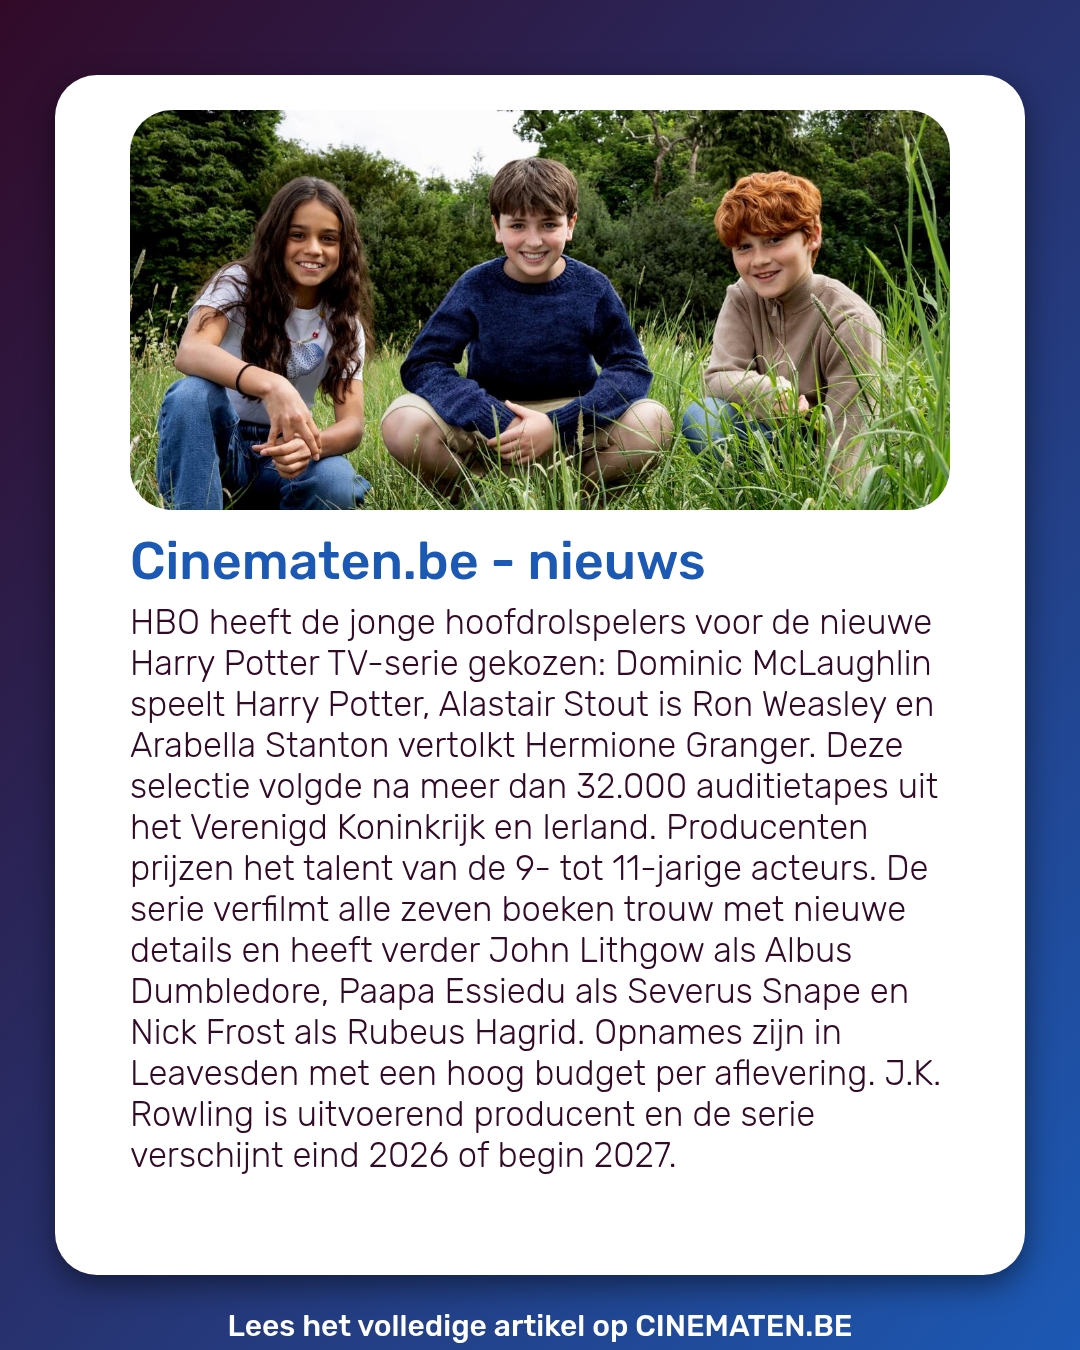 Cinematen.be - nieuws
HBO heeft de jonge hoofdrolspelers voor de nieuwe
Harry Potter TV-serie gekozen: Dominic McLaughlin
speelt Harry Potter, Alastair Stout is Ron Weasley en
Arabella Stanton vertolkt Hermione Granger. Deze
selectie volgde na meer dan 32.000 auditietapes uit
het Verenigd Koninkrijk en Ierland. Producenten
prijzen het talent van de 9- tot 11-jarige acteurs. De
serie verfilmt alle zeven boeken trouw met nieuwe
details en heeft verder John Lithgow als Albus
Dumbledore, Paapa Essiedu als Severus Snape en
Nick Frost als Rubeus Hagrid. Opnames zijn in
Leavesden met een hoog budget per aflevering. J.K.
Rowling is uitvoerend producent en de serie
verschijnt eind 2026 of begin 2027.
Lees het volledige artikel op CINEMATEN.BE